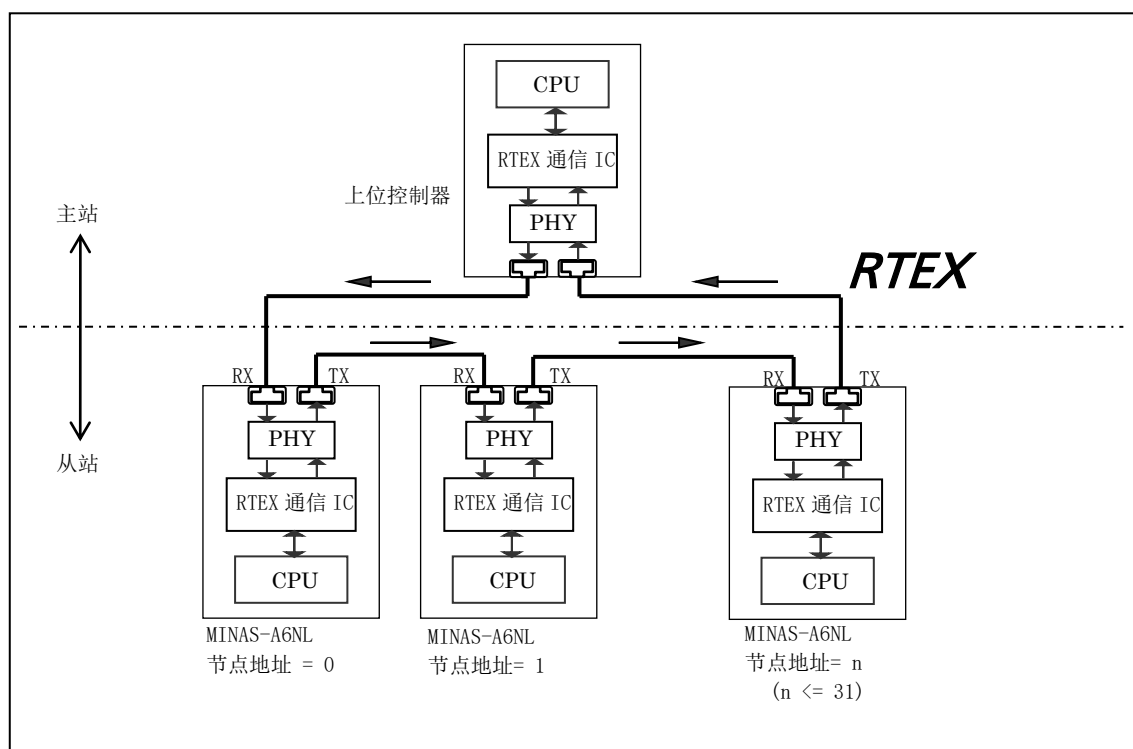 CPU
RTEX 通信 IC
上位控制器
PHY
主站
RTEX
RX TX RX TX RX TX
PHY PHY PHY
从站
RTEX 通信 IC RTEX 通信 IC RTEX 通信 IC
CPU CPU CPU
MINAS-A6NL MINAS-A6NL MINAS-A6NL
节点地址 = 0 节点地址= 1 节点地址= n
(n <= 31)